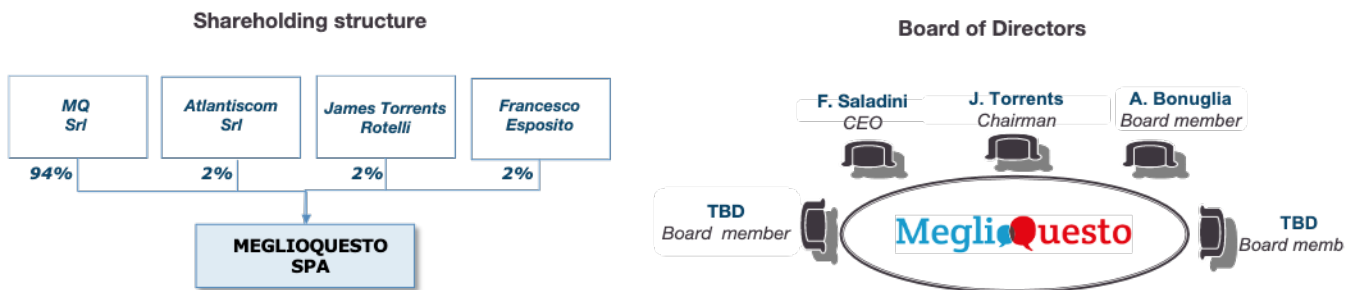 Shareholding structure
MQ
Srl
Atlantiscom
Srl
James Torrents
Rotelli
Francesco
Esposito
94%
2%
2%
2%
MEGLIOQUESTO
SPA
Board of Directors
F. Saladini
CEO
J. Torrents
Chairman
A. Bonuglia
Board member
TBD
Board member
MeglioQuesto
TBD
Board memb